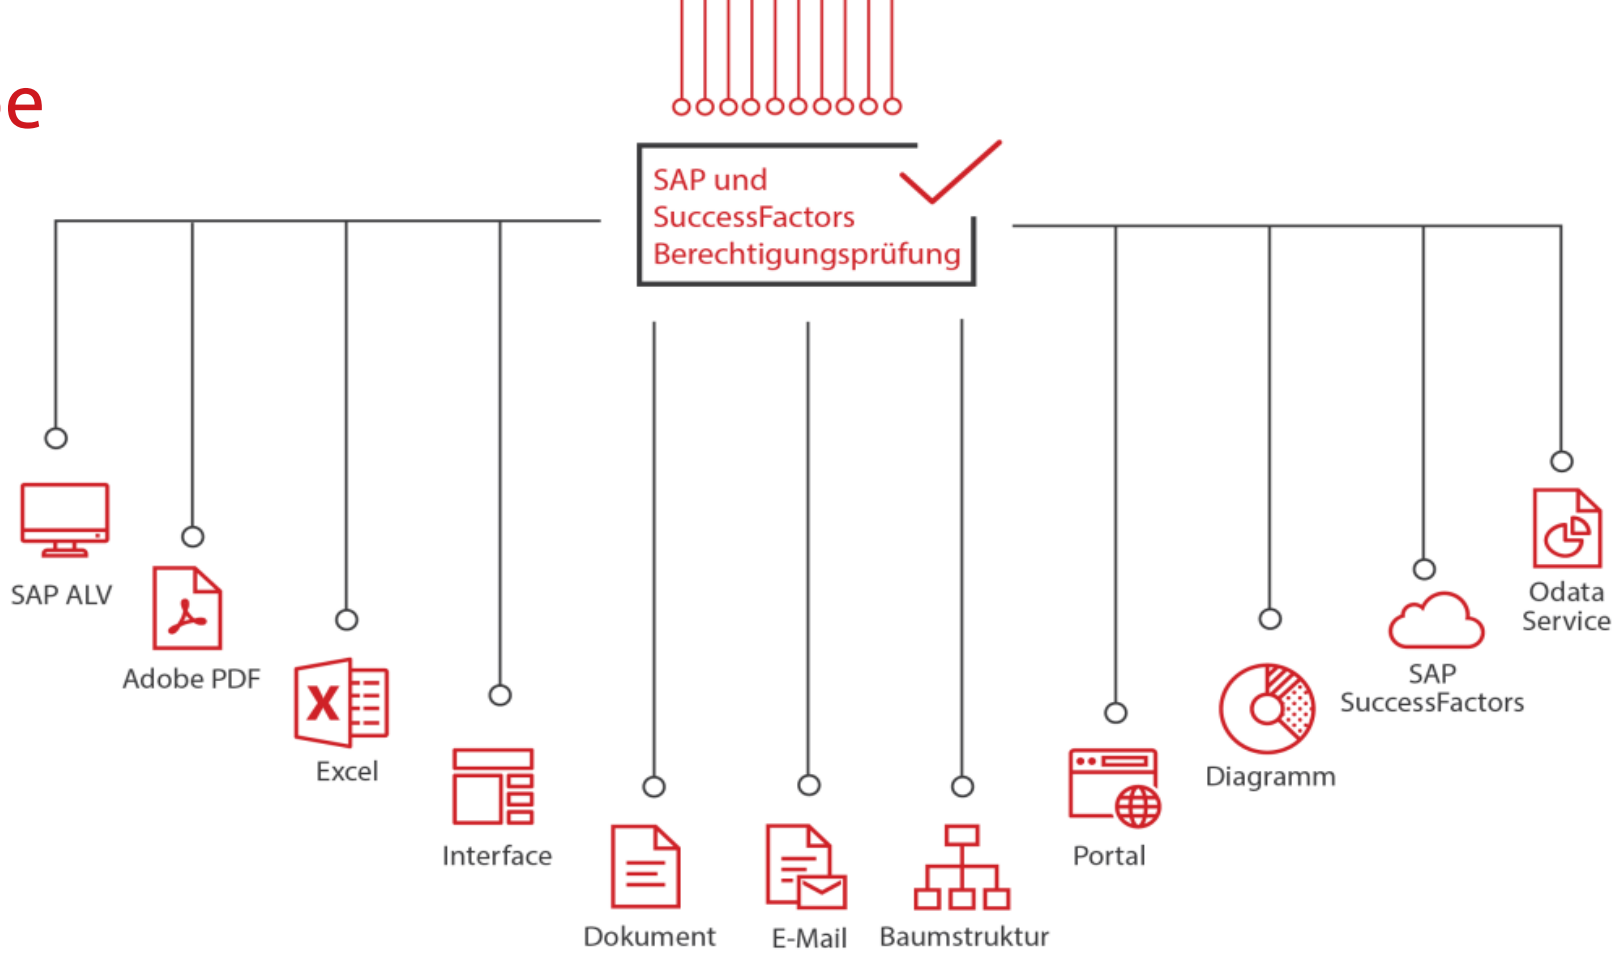 e
SAP und
SuccessFactors
Berechtigungsprüfung
SAP ALV
Adobe PDF
Excel
Interface
Dokument
E-Mail
Baumstruktur
Portal
Diagramm
SAP
SuccessFactors
Odata
Service